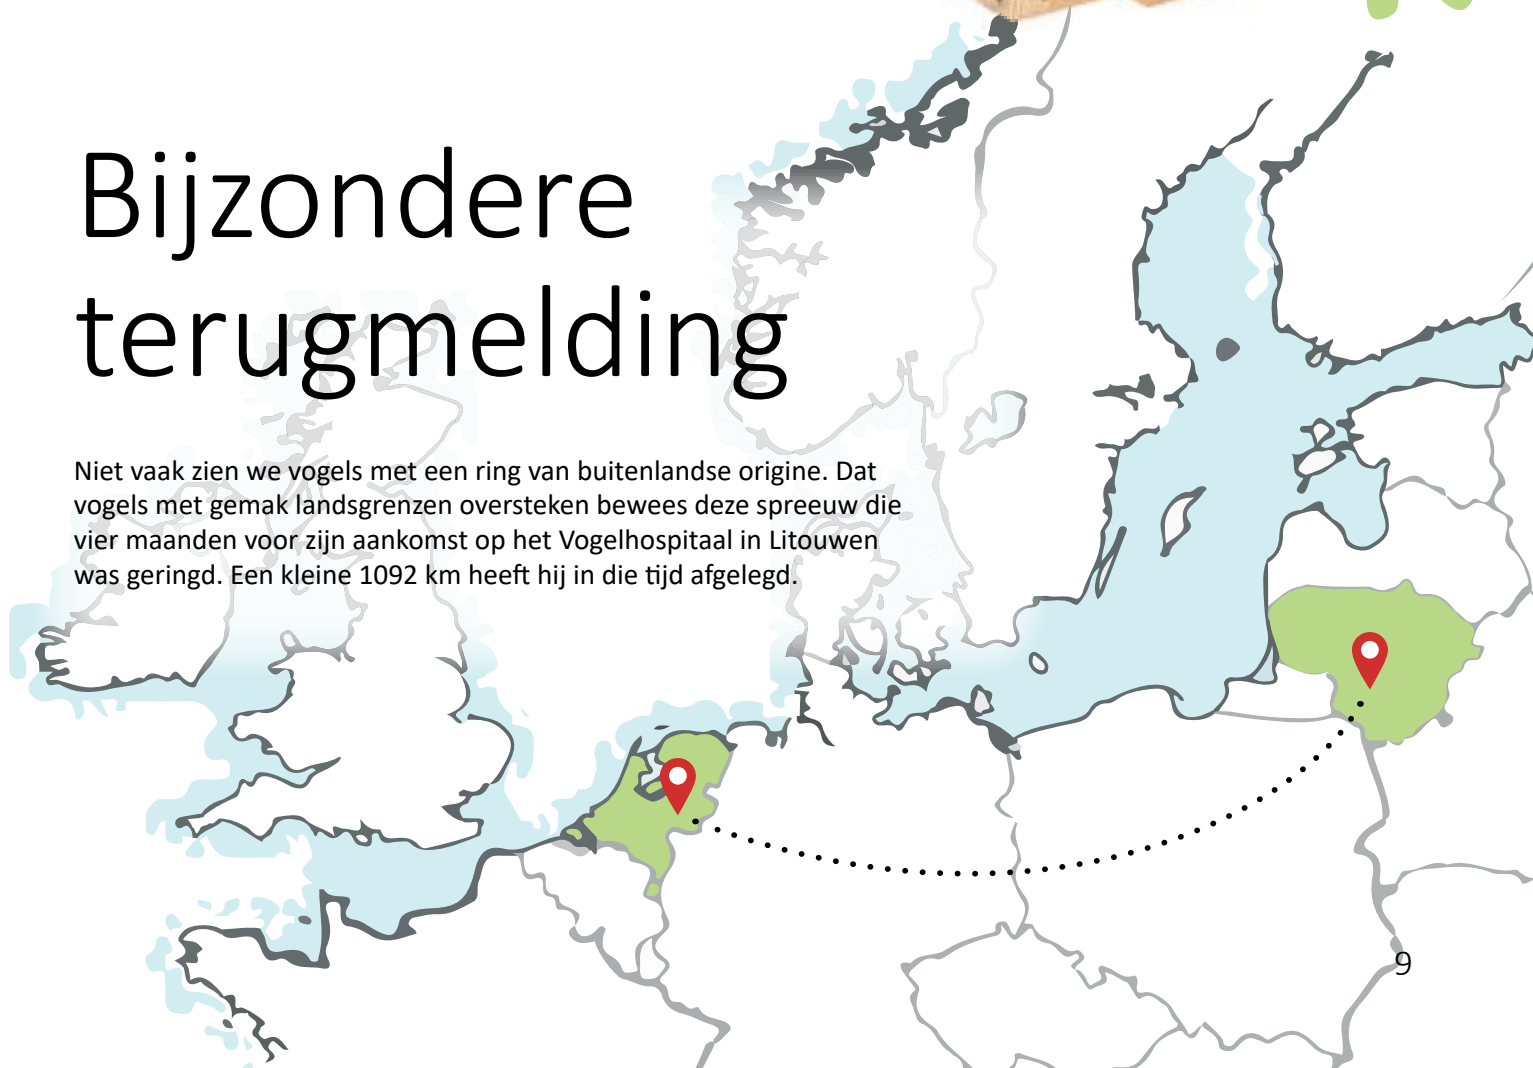 Bijzondere
terugmelding
Niet vaak zien we vogels met een ring van buitenlandse origine. Dat
vogels met gemak landsgrenzen oversteken bewees deze spreeuw die
vier maanden voor zijn aankomst op het Vogelhospitaal in Litouwen
was geringd. Een kleine 1092 km heeft hij in die tijd afgelegd.
9